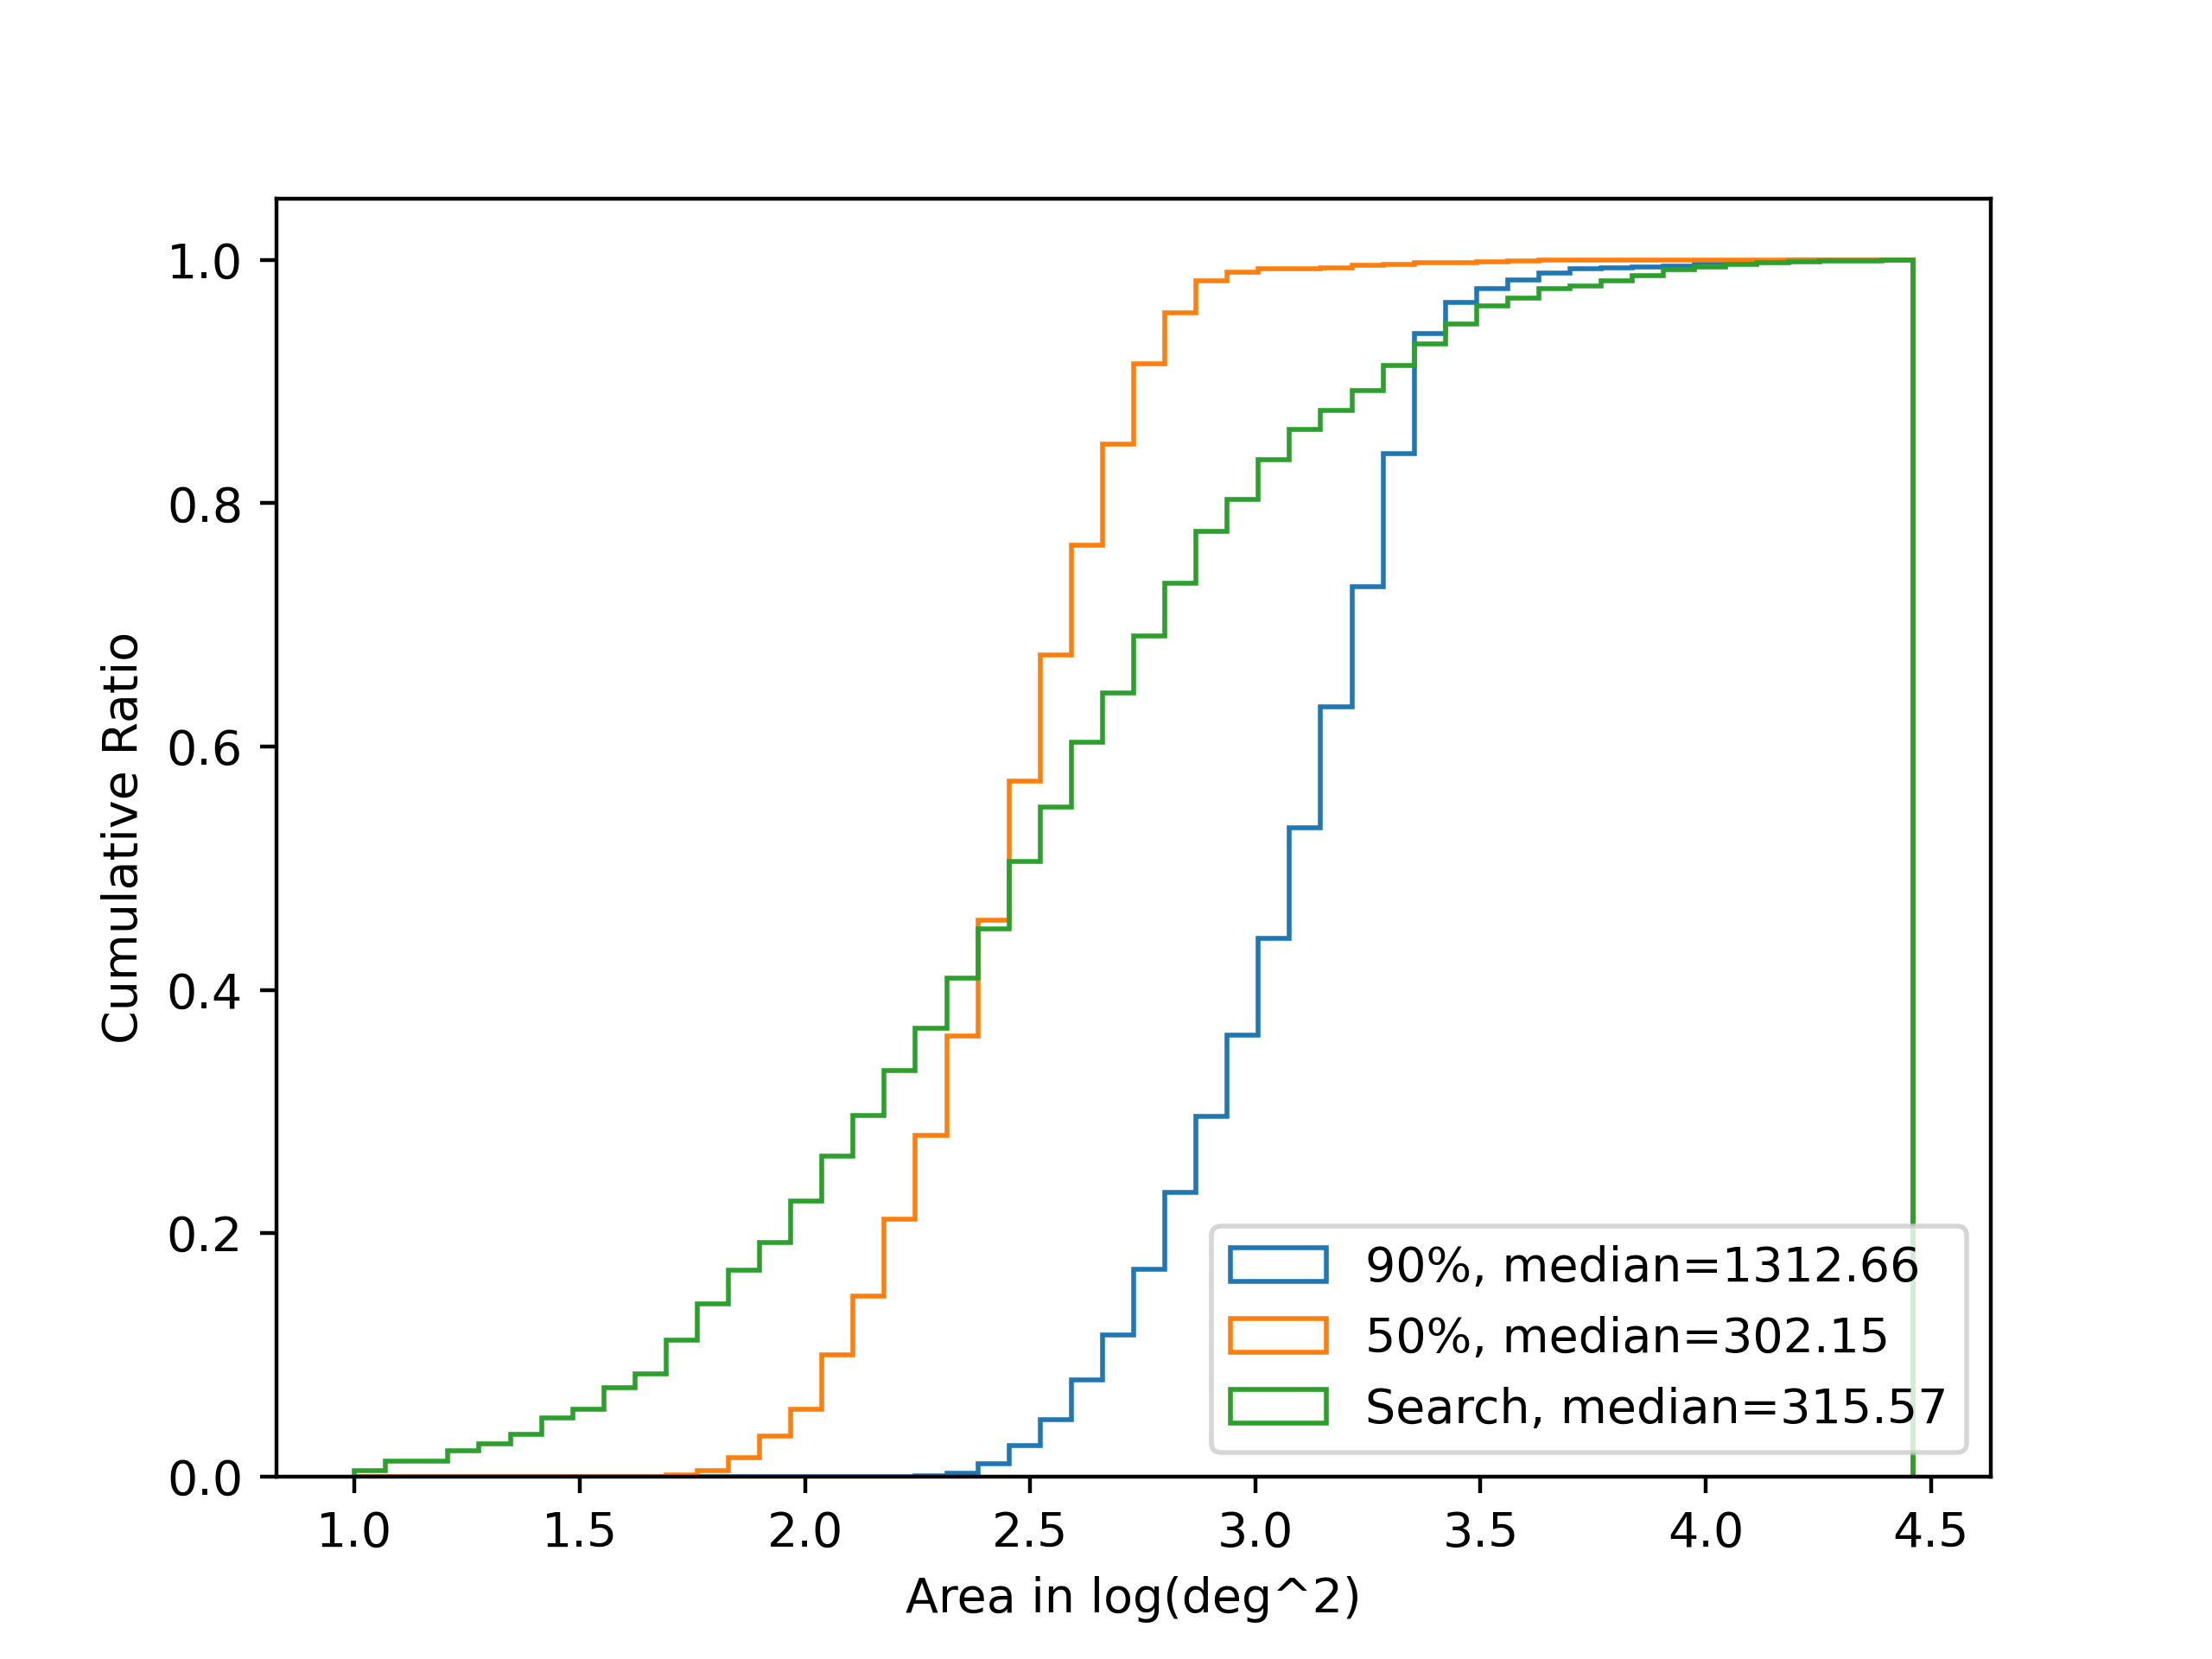 1.0
0.8
0.6
0.4
0.2
0.0
Cumulative Ratio
90%, median=1312.66
50%, median=302.15
Search, median=315.57
1.0 1.5 2.0 2.5 3.0 3.5 4.0 4.5
Area in log(deg^2)